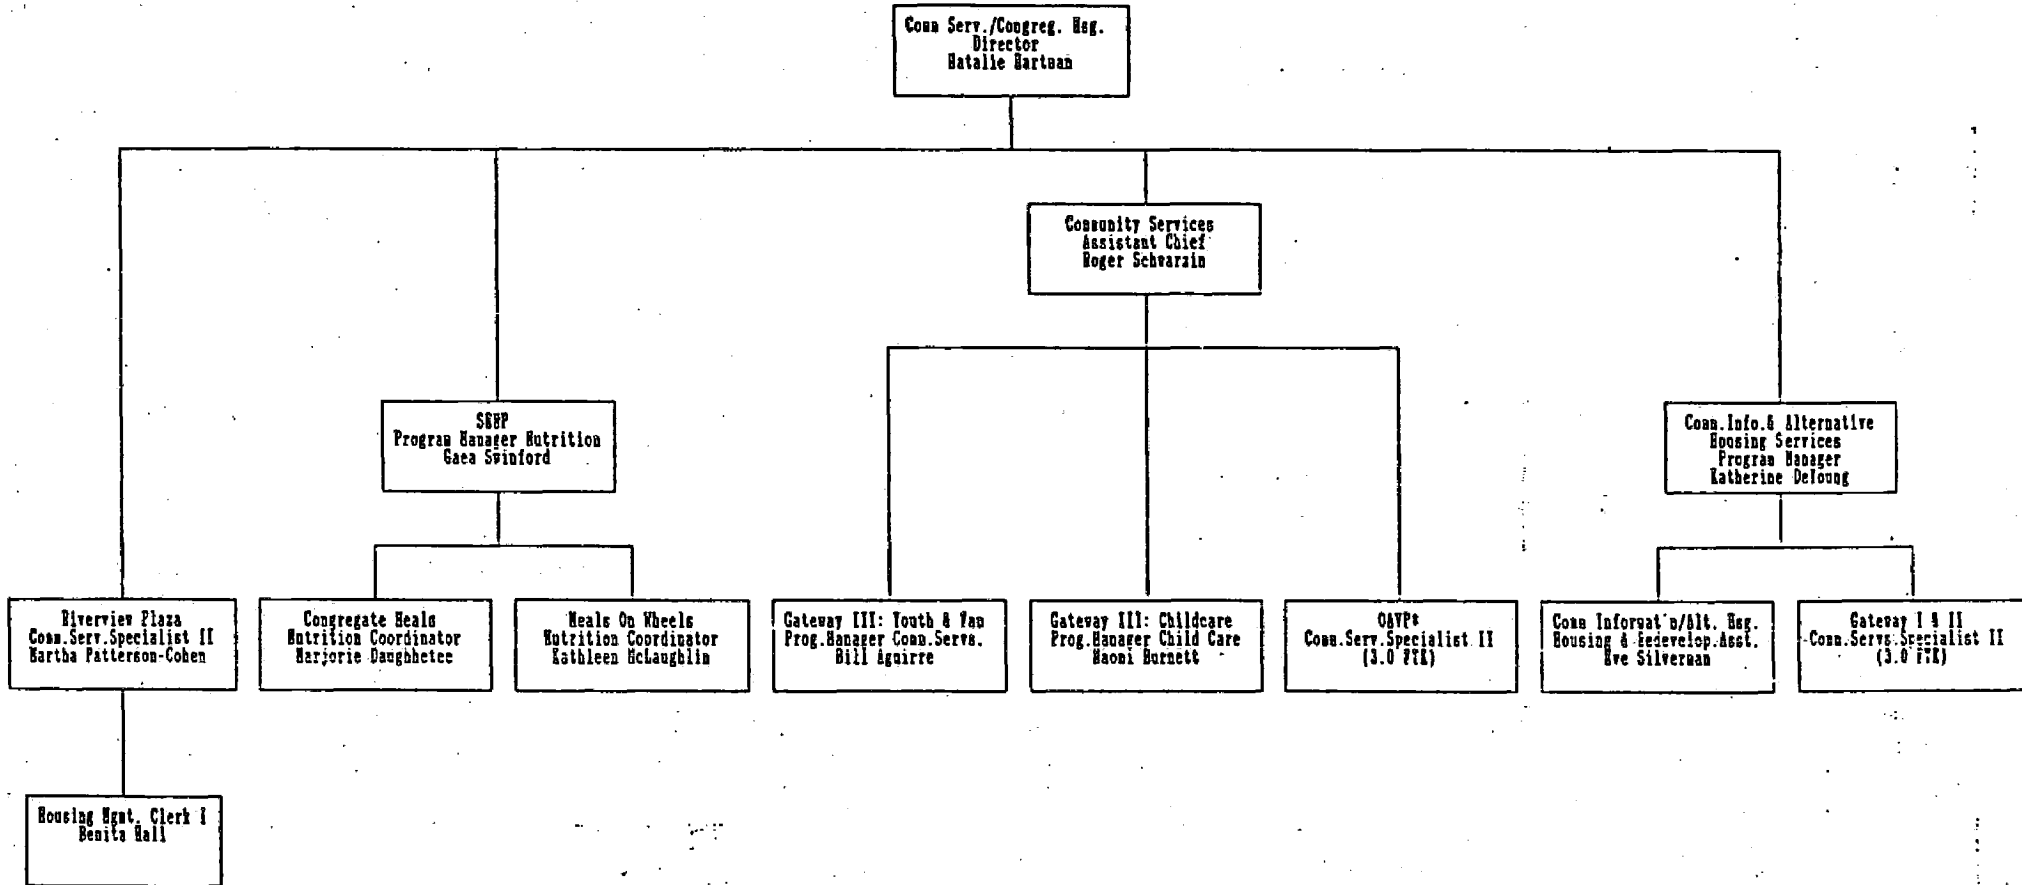 Comm Serv./Congreg. Hsg.
Director
Natalie Hartman
Community Services
Assistant Chief
Roger Schwarzin
Program Manager Nutrition
Gaea Swinford
Comm.Info.& Alternative
Housing Services
Program Manager
Katherine DeYoung
Riverview Plaza
Comm.Serv.Specialist II
Martha Patterson-Cohen
Congregate Meals
Nutrition Coordinator
Marjorie Daughhetee
Meals On Wheels
Nutrition Coordinator
Kathleen McLaughlin
Gateway III: Youth & Fam
Prog.Manager Comm.Servs.
Bill Aguirre
Gateway III: Childcare
Prog.Manager Child Care
Naomi Burnett
Comm.Serv.Specialist II
(3.0 FTE)
Comm Informat'n/Alt. Hsg.
Housing & Redevelop.Asst.
Eve Silverman
Gateway I & II
Comm.Servs.Specialist II
(3.0 FTE)
Housing Mgmt. Clerk I
Benita Hall